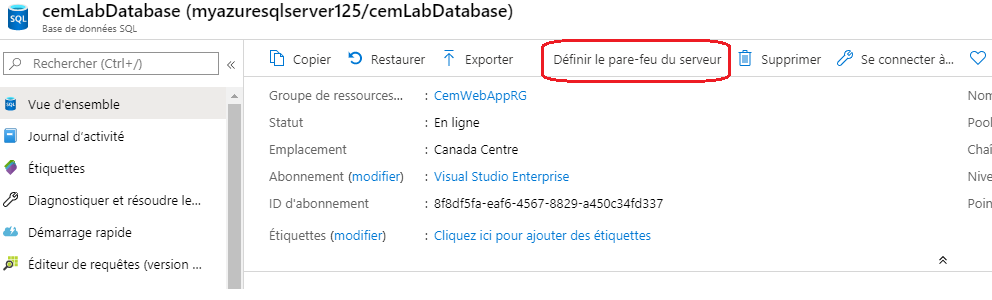 cemLabDatabase (myazuresqlserver125/cemLabDatabase)
SQL
Base de données SQL
Rechercher (Ctrl+/)
«
Copier Restaurer Exporter Définir le pare-feu du serveur Supprimer Se connecter à...
Vue d'ensemble
Journal d'activité
Étiquettes
Diagnostiquer et résoudre le...
Démarrage rapide
Éditeur de requêtes (version ...
Groupe de ressources... : CemWebAppRG
Statut : En ligne
Emplacement : Canada Centre
Abonnement (modifier) : Visual Studio Enterprise
ID d'abonnement : 8f8df5fa-eaf6-4567-8829-a450c34fd337
Étiquettes (modifier) : Cliquez ici pour ajouter des étiquettes
Nom
Pool
Chaî
Nive
Poin